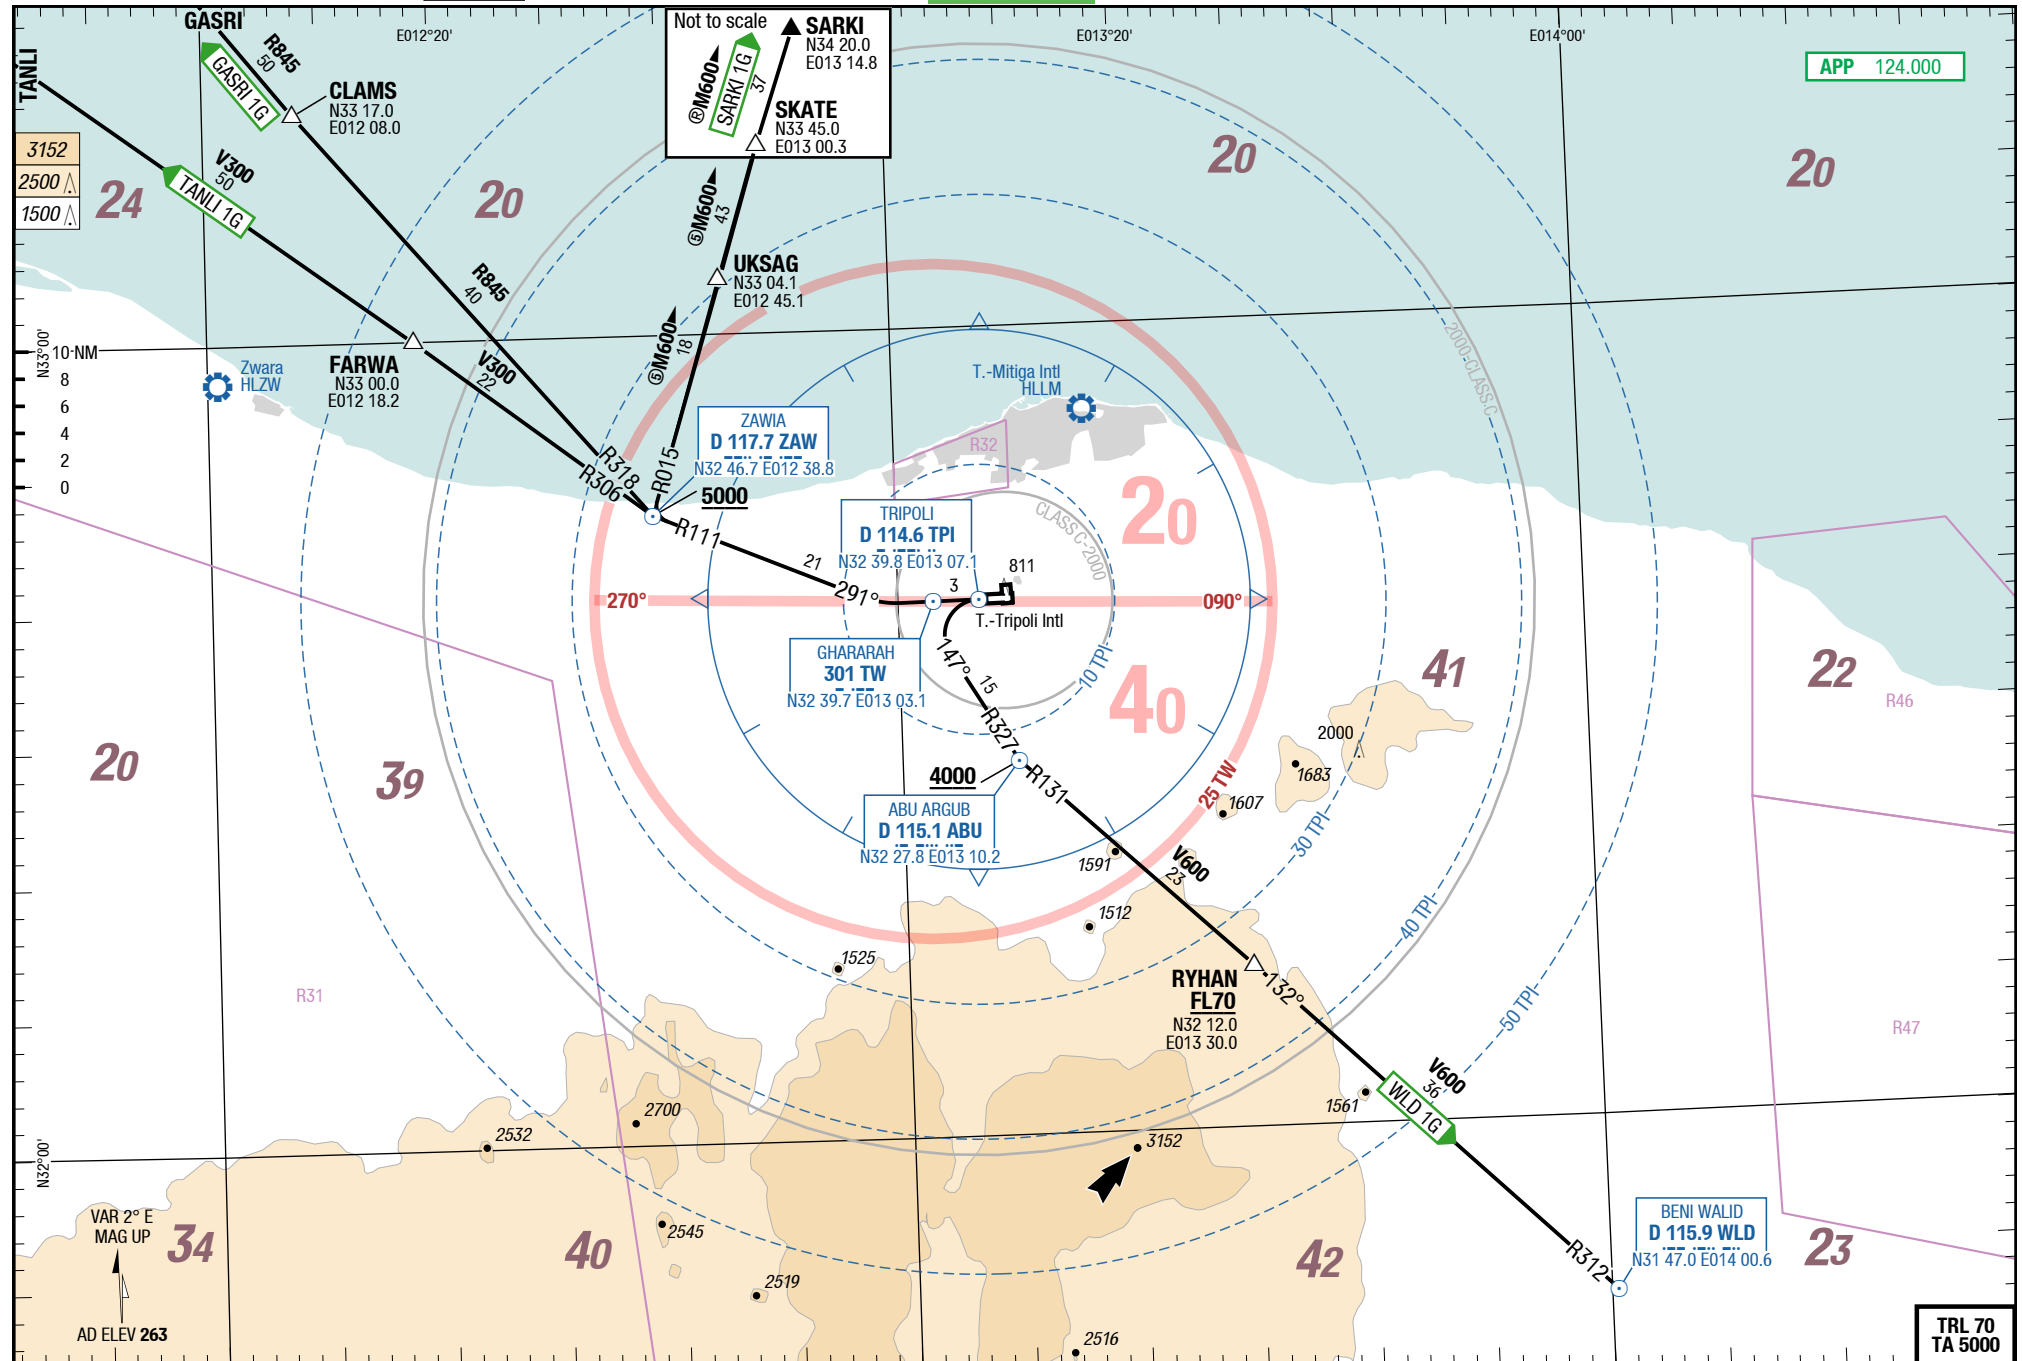 GASRI
TANLI
R845
50
GASRI 1G
CLAMS
N33 17.0
E012 08.0
E012°20'
Not to scale
SARKI
N34 20.0
E013 14.8
ⓇM600
SARKI 1G
37
SKATE
N33 45.0
E013 00.3
E013°20'
E014°00'
APP 124.000
3152
2500
1500
24
V300
50
TANLI 1G
20
20
20
⑤M600
43
UKSAG
N33 04.1
E012 45.1
R845
40
⑤M600
18
N33°00'
10 NM
8
6
4
2
0
Zwara
HLZW
FARWA
N33 00.0
E012 18.2
V300
22
2000-CLASS-C
T.-Mitiga Intl
HLLM
R32
ZAWIA
D 117.7 ZAW
N32 46.7 E012 38.8
R318
R306
R015
5000
R111
21
291°
TRIPOLI
D 114.6 TPI
N32 39.8 E013 07.1
CLASS C-2000
20
811
3
270°
090°
T.-Tripoli Intl
GHARARAH
301 TW
N32 39.7 E013 03.1
147°
15
R327
10 TPI
40
41
22
R46
20
39
4000
R131
ABU ARGUB
D 115.1 ABU
N32 27.8 E013 10.2
25 TW
2000
1683
1607
30 TPI
1591
V600
23
1512
40 TPI
1525
RYHAN
FL70
N32 12.0
E013 30.0
132°
50 TPI
R31
R47
2700
2532
1561
V600
36
WLD 1G
3152
N32°00'
VAR 2° E
MAG UP
34
2545
40
42
BENI WALID
D 115.9 WLD
N31 47.0 E014 00.6
23
R312
2519
AD ELEV 263
2516
TRL 70
TA 5000